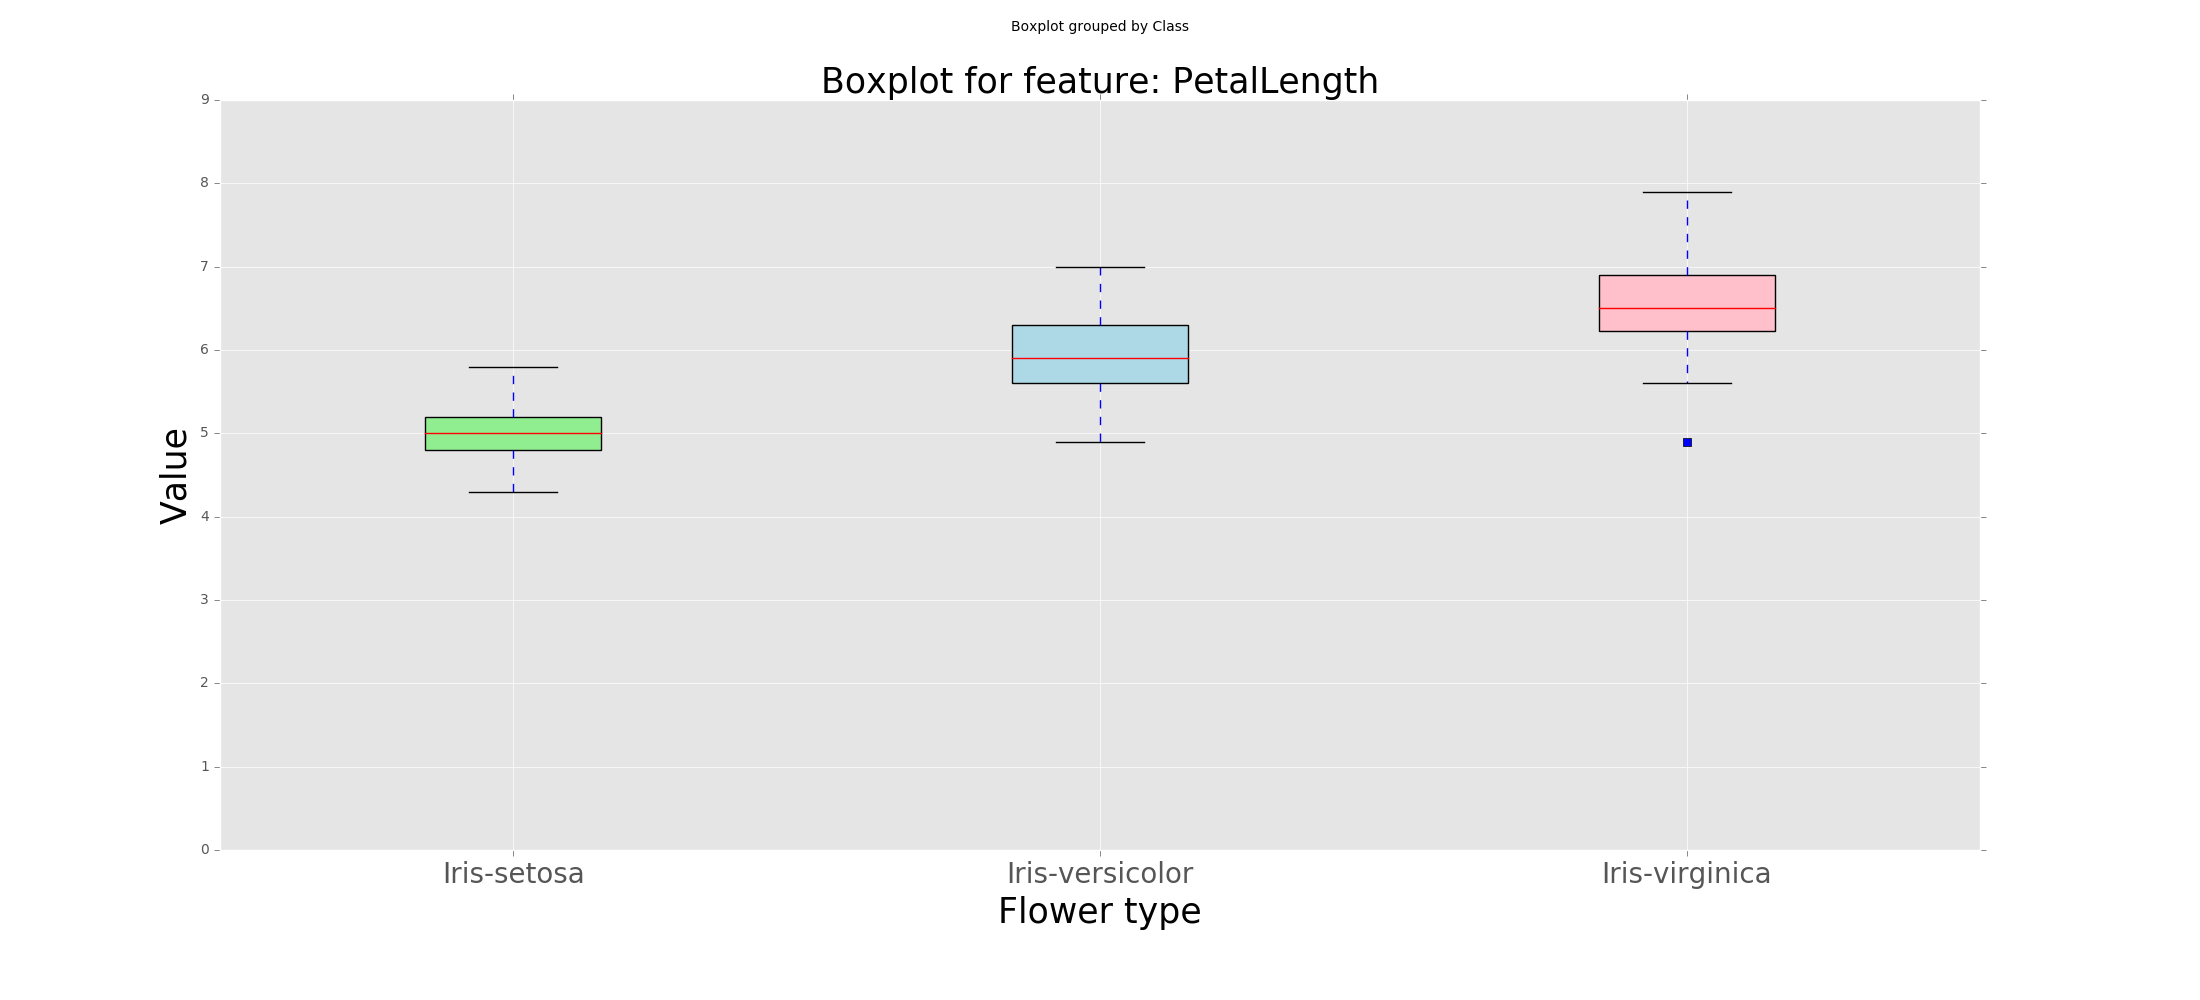 Boxplot grouped by Class
Boxplot for feature: PetalLength
9
8
7
6
5
4
3
2
1
0
Value
Iris-setosa Iris-versicolor Iris-virginica
Flower type